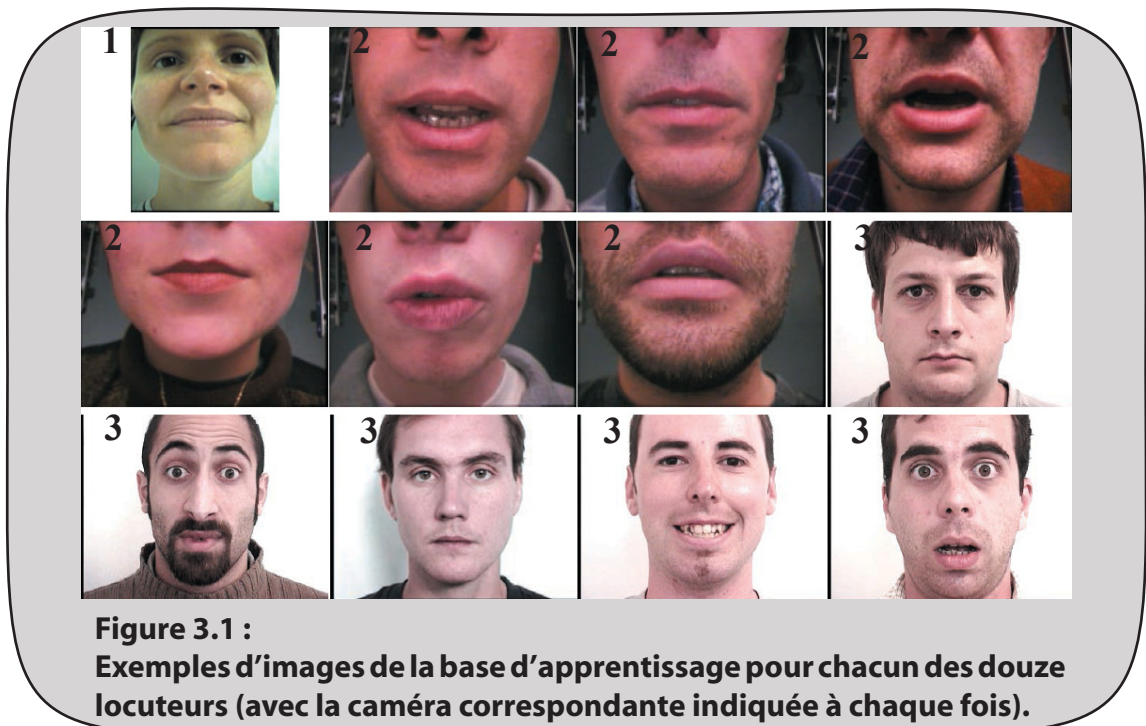 1 2 2 2
2 2 2 3
3 3 3 3
Figure 3.1 :
Exemples d’images de la base d’apprentissage pour chacun des douze
locuteurs (avec la caméra correspondante indiquée à chaque fois).